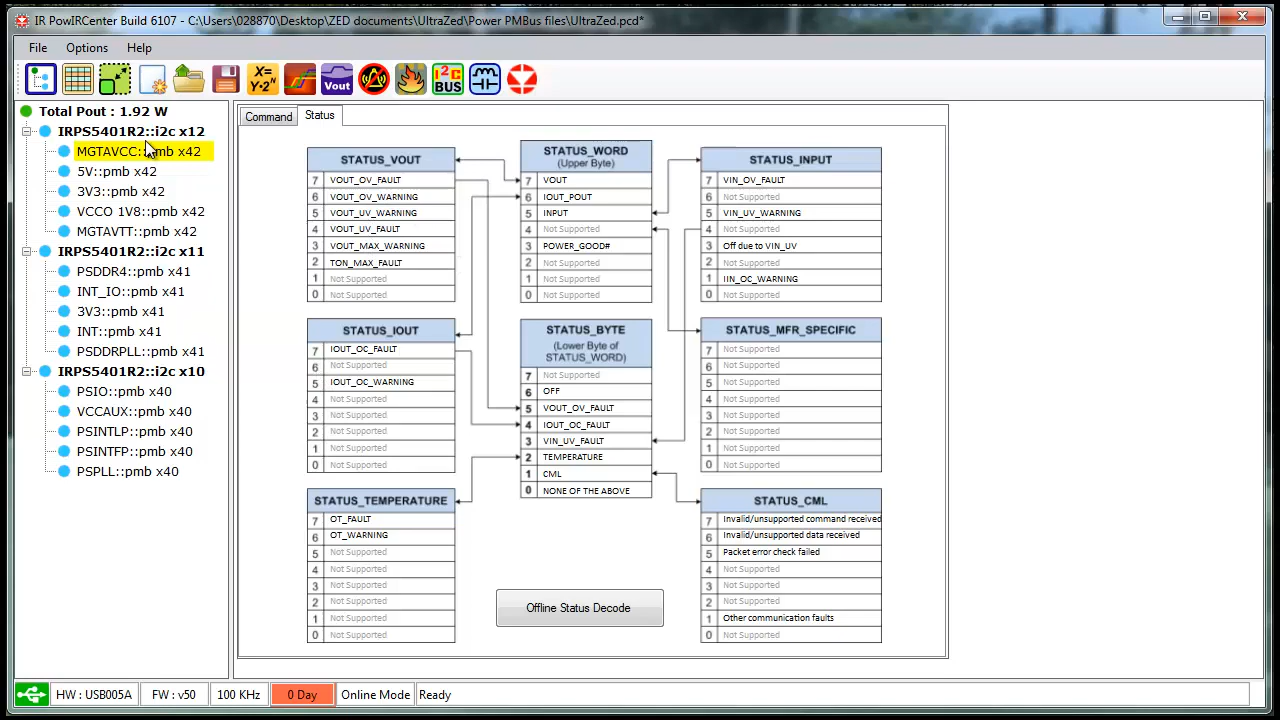 IR PowIRCenter Build 6107 - C:\Users\028870\Desktop\ZED documents\UltraZed\Power PMBus files\UltraZed.pcd*
File Options Help
X=
Y·2ᴺ
Vout
I2C
BUS
Total Pout : 1.92 W
IRPS5401R2::i2c x12
MGTAVCC::pmb x42
5V::pmb x42
3V3::pmb x42
VCCO 1V8::pmb x42
MGTAVTT::pmb x42
IRPS5401R2::i2c x11
PSDDR4::pmb x41
INT_IO::pmb x41
3V3::pmb x41
INT::pmb x41
PSDDRPLL::pmb x41
IRPS5401R2::i2c x10
PSIO::pmb x40
VCCAUX::pmb x40
PSINTLP::pmb x40
PSINTFP::pmb x40
PSPLL::pmb x40
Command Status
STATUS_VOUT
7 VOUT_OV_FAULT
6 VOUT_OV_WARNING
5 VOUT_UV_WARNING
4 VOUT_UV_FAULT
3 VOUT_MAX_WARNING
2 TON_MAX_FAULT
1 Not Supported
0 Not Supported
STATUS_IOUT
7 IOUT_OC_FAULT
6 Not Supported
5 IOUT_OC_WARNING
4 Not Supported
3 Not Supported
2 Not Supported
1 Not Supported
0 Not Supported
STATUS_TEMPERATURE
7 OT_FAULT
6 OT_WARNING
5 Not Supported
4 Not Supported
3 Not Supported
2 Not Supported
1 Not Supported
0 Not Supported
STATUS_WORD
(Upper Byte)
7 VOUT
6 IOUT_POUT
5 INPUT
4 Not Supported
3 POWER_GOOD#
2 Not Supported
1 Not Supported
0 Not Supported
STATUS_BYTE
(Lower Byte of
STATUS_WORD)
7 Not Supported
6 OFF
5 VOUT_OV_FAULT
4 IOUT_OC_FAULT
3 VIN_UV_FAULT
2 TEMPERATURE
1 CML
0 NONE OF THE ABOVE
Offline Status Decode
STATUS_INPUT
7 VIN_OV_FAULT
6 Not Supported
5 VIN_UV_WARNING
4 Not Supported
3 Off due to VIN_UV
2 Not Supported
1 IIN_OC_WARNING
0 Not Supported
STATUS_MFR_SPECIFIC
7 Not Supported
6 Not Supported
5 Not Supported
4 Not Supported
3 Not Supported
2 Not Supported
1 Not Supported
0 Not Supported
STATUS_CML
7 Invalid/unsupported command received
6 Invalid/unsupported data received
5 Packet error check failed
4 Not Supported
3 Not Supported
2 Not Supported
1 Other communication faults
0 Not Supported
HW : USB005A FW : v50 100 KHz 0 Day Online Mode Ready